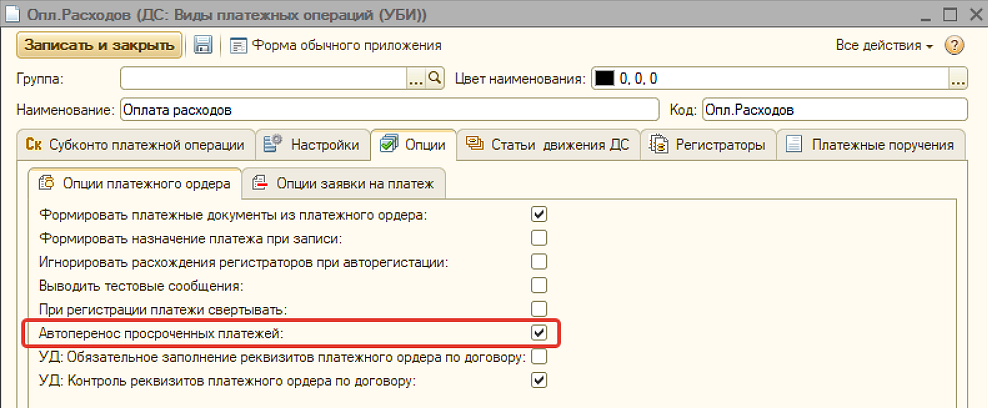 Опл.Расходов (ДС: Виды платежных операций (УБИ))
Записать и закрыть Форма обычного приложения Все действия ?
Группа: ... Цвет наименования: 0, 0, 0 ...
Наименование: Оплата расходов Код: Опл.Расходов
Ск Субконто платежной операции Настройки Опции Статьи движения ДС Регистраторы Платежные поручения
Опции платежного ордера Опции заявки на платеж
Формировать платежные документы из платежного ордера:
Формировать назначение платежа при записи:
Игнорировать расхождения регистраторов при авторегистации:
Выводить тестовые сообщения:
При регистрации платежи свертывать:
Автоперенос просроченных платежей:
УД: Обязательное заполнение реквизитов платежного ордера по договору:
УД: Контроль реквизитов платежного ордера по договору: